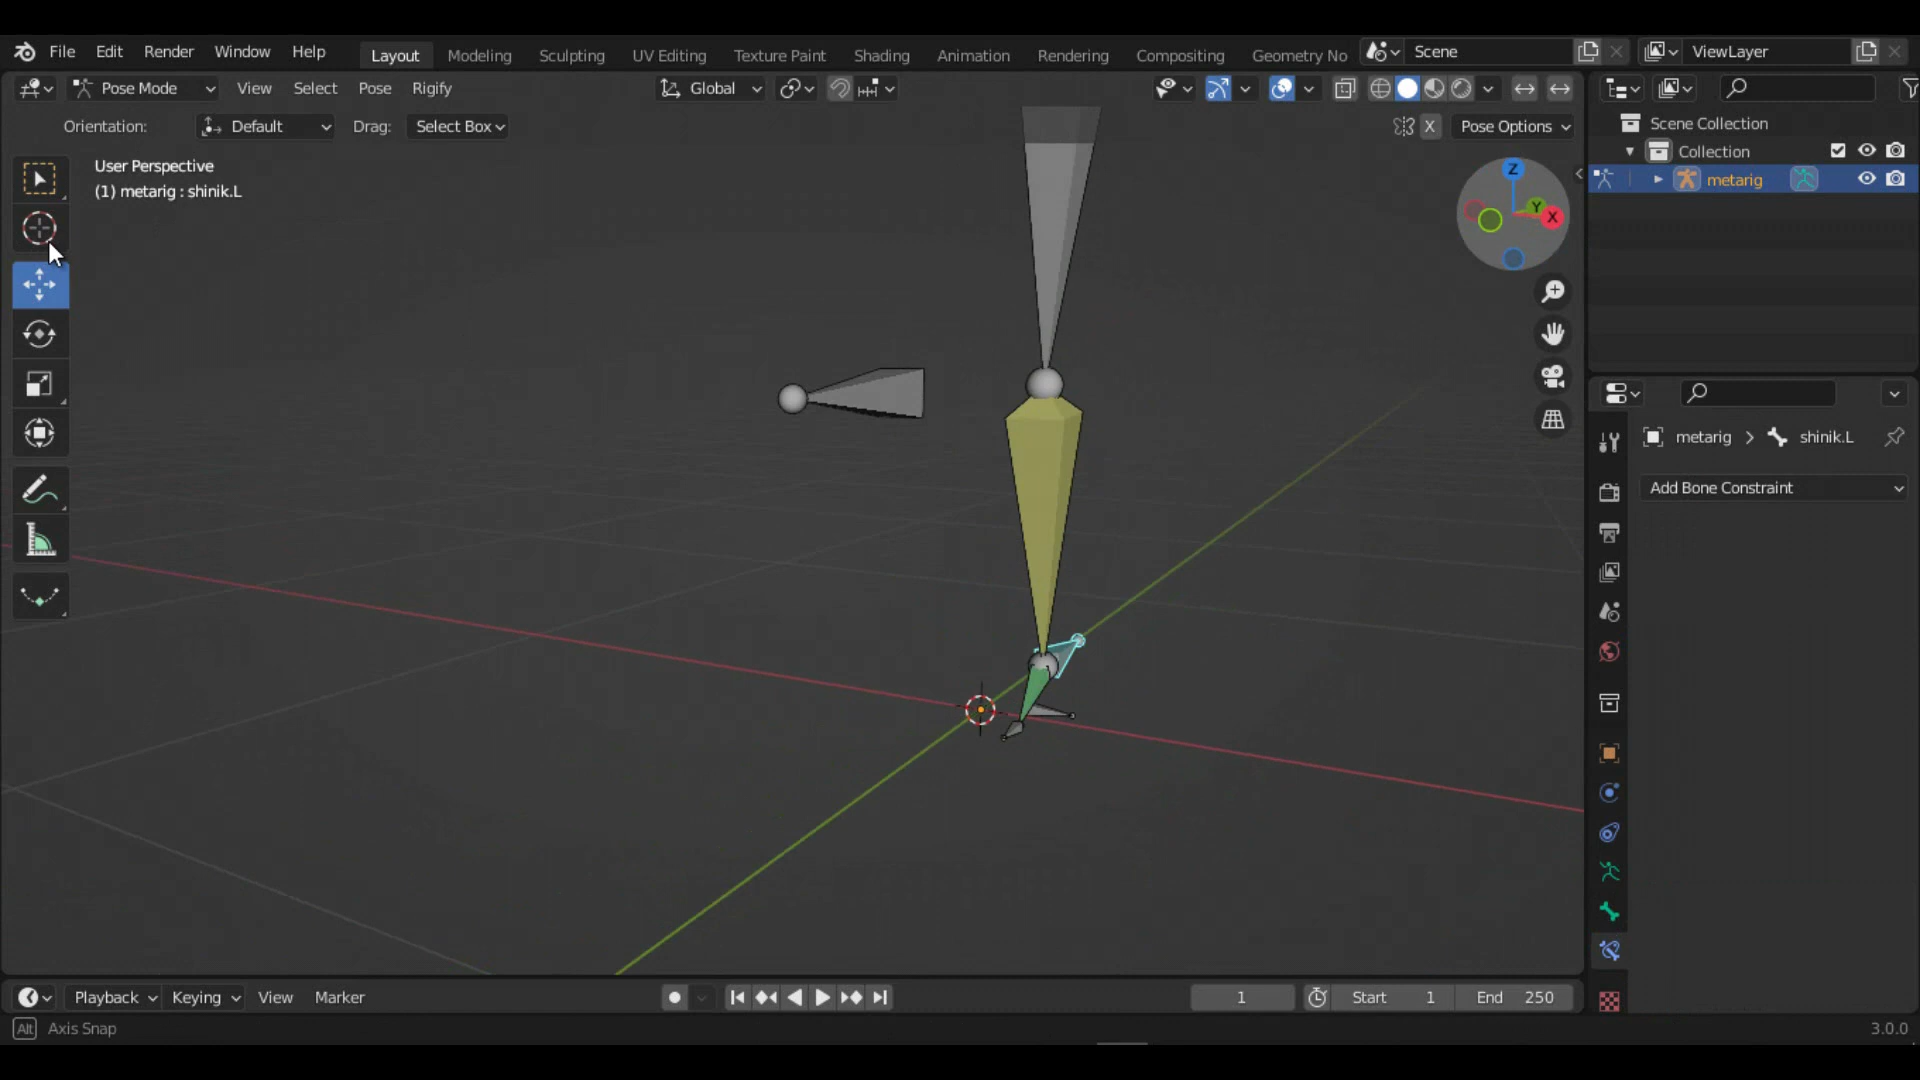 File Edit Render Window Help Layout Modeling Sculpting UV Editing Texture Paint Shading Animation Rendering Compositing Geometry No Scene ViewLayer
Pose Mode View Select Pose Rigify Global
Orientation: Default Drag: Select Box X Pose Options
Scene Collection
Collection
metarig
User Perspective
(1) metarig : shinik.L
Z
Y
X
metarig > shinik.L
Add Bone Constraint
Playback Keying View Marker 1 Start 1 End 250
Alt Axis Snap 3.0.0